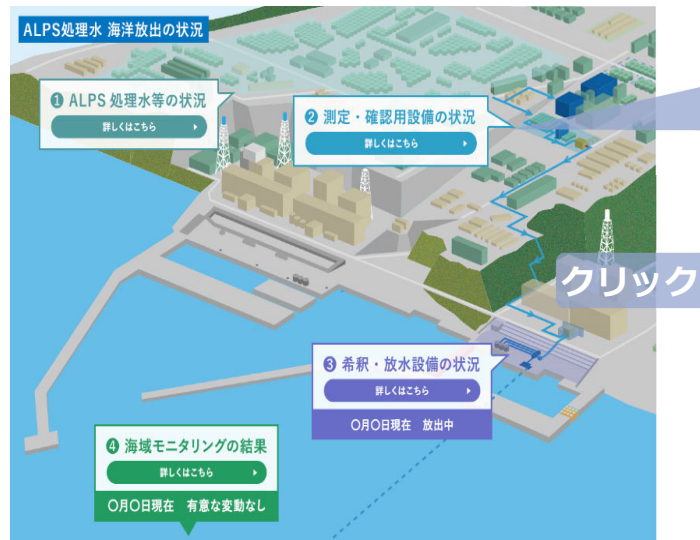 ALPS処理水 海洋放出の状況
❶ ALPS 処理水等の状況
詳しくはこちら
❷ 測定・確認用設備の状況
詳しくはこちら
クリック
❸ 希釈・放水設備の状況
詳しくはこちら
〇月〇日現在 放出中
❹ 海域モニタリングの結果
詳しくはこちら
〇月〇日現在 有意な変動なし